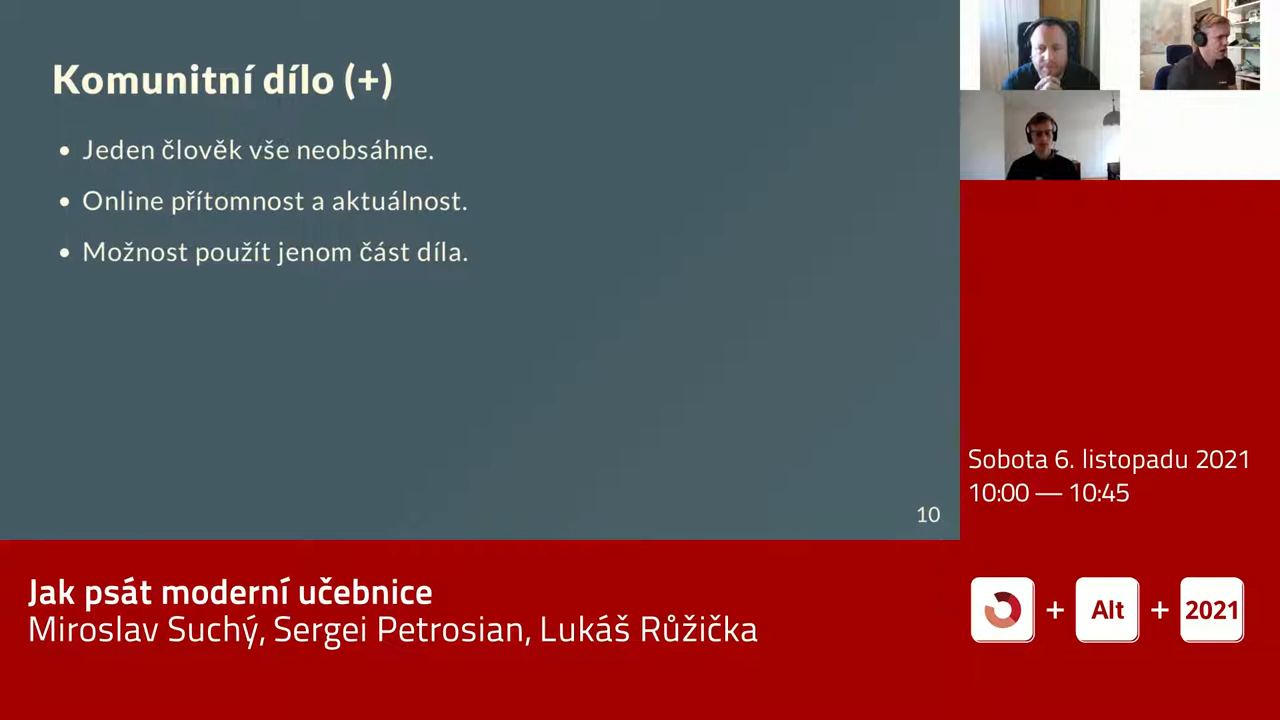 Komunitní dílo (+)
• Jeden člověk vše neobsáhne.
• Online přítomnost a aktuálnost.
• Možnost použít jenom část díla.
10
Sobota 6. listopadu 2021
10:00 — 10:45
Jak psát moderní učebnice
Miroslav Suchý, Sergei Petrosian, Lukáš Růžička
+ Alt + 2021